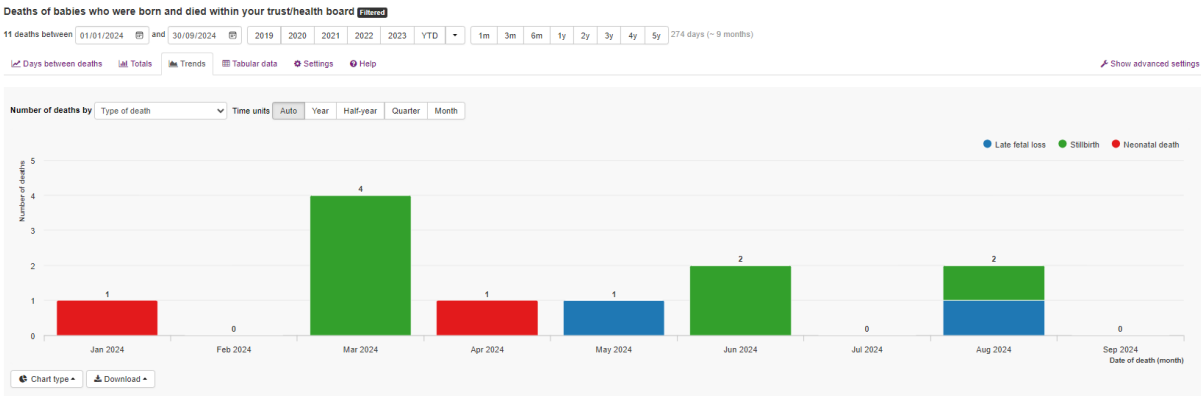 Deaths of babies who were born and died within your trust/health board Filtered
11 deaths between 01/01/2024 and 30/09/2024 2019 2020 2021 2022 2023 YTD 1m 3m 6m 1y 2y 3y 4y 5y 274 days (~ 9 months)
Days between deaths Totals Trends Tabular data Settings Help Show advanced settings
Number of deaths by Type of death Time units Auto Year Half-year Quarter Month
Late fetal loss Stillbirth Neonatal death
Number of deaths
5
4
3
2
1
0
1 0 4 1 1 2 0 2 0
Jan 2024 Feb 2024 Mar 2024 Apr 2024 May 2024 Jun 2024 Jul 2024 Aug 2024 Sep 2024
Date of death (month)
Chart type Download